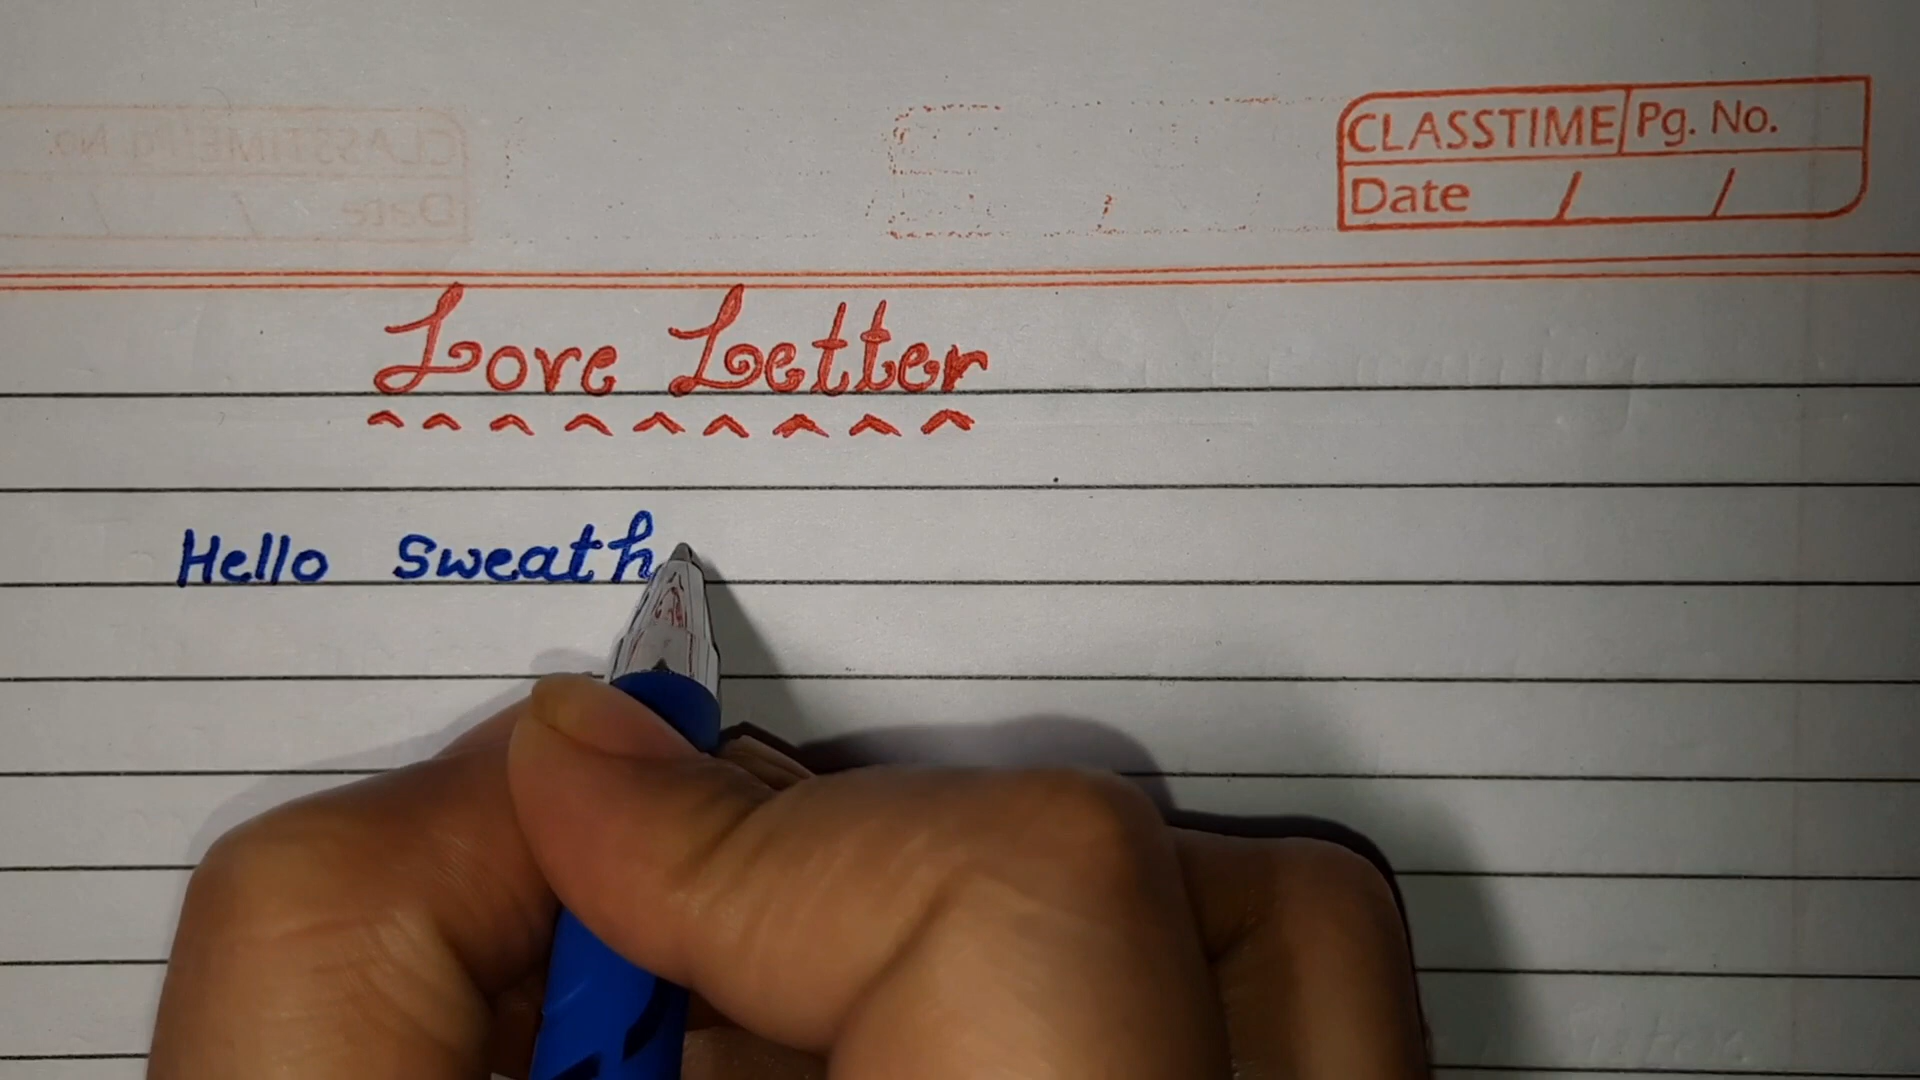 CLASSTIME Pg. No.
Date / /
Love Letter
Hello Sweath